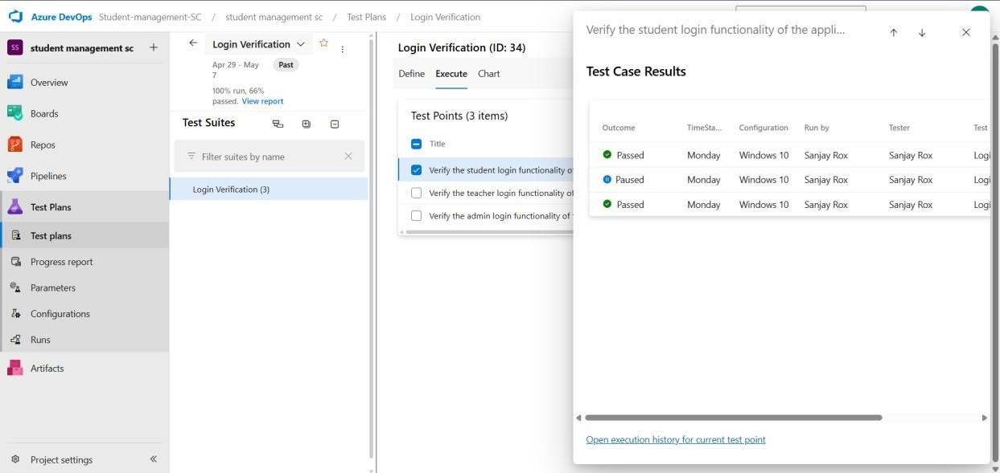 Azure DevOps Student-management-SC / student management sc / Test Plans / Login Verification
SS student management sc
Overview
Boards
Repos
Pipelines
Test Plans
Test plans
Progress report
Parameters
Configurations
Runs
Artifacts
Project settings
Login Verification
Apr 29 - May
7
Past
100% run, 66%
passed. View report
Test Suites
Filter suites by name
Login Verification (3)
Login Verification (ID: 34)
Define Execute Chart
Test Points (3 items)
Title
Verify the student login functionality of
Verify the teacher login functionality of
Verify the admin login functionality of
Verify the student login functionality of the appli...
Test Case Results
Outcome TimeSta... Configuration Run by Tester Test
Passed Monday Windows 10 Sanjay Rox Sanjay Rox Logi
Paused Monday Windows 10 Sanjay Rox Sanjay Rox Logi
Passed Monday Windows 10 Sanjay Rox Sanjay Rox Logi
Open execution history for current test point